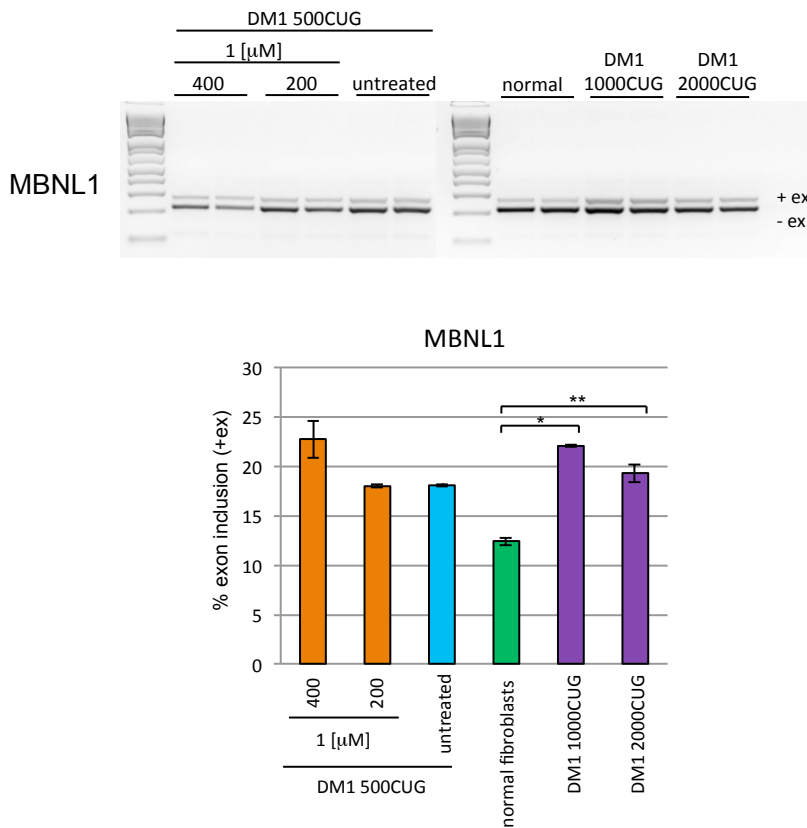 DM1 500CUG
1 [μM]
400 200 untreated
normal
DM1 1000CUG
DM1 2000CUG
MBNL1
+ ex
- ex
MBNL1
% exon inclusion (+ex)
30
25
20
15
10
5
0
*
**
400
200
untreated
normal fibroblasts
DM1 1000CUG
DM1 2000CUG
1 [μM]
DM1 500CUG